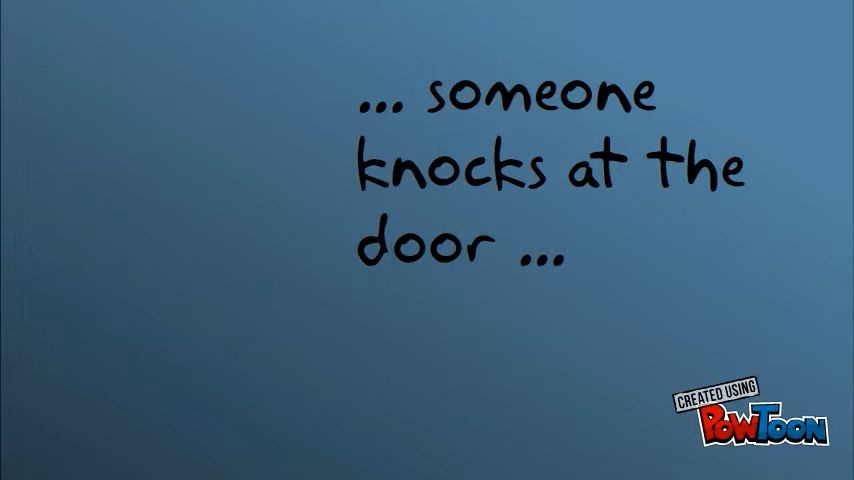 ... someone
knocks at the
door ...
CREATED USING
POWTOON